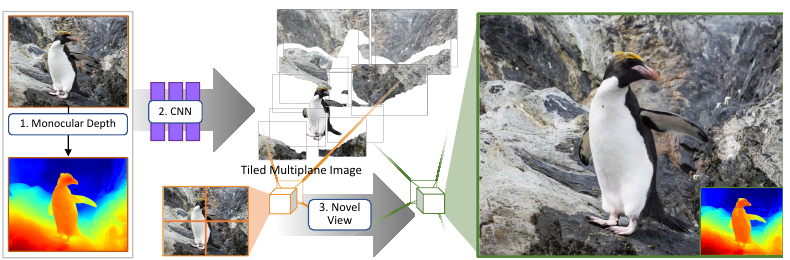 1. Monocular Depth
2. CNN
Tiled Multiplane Image
3. Novel
View